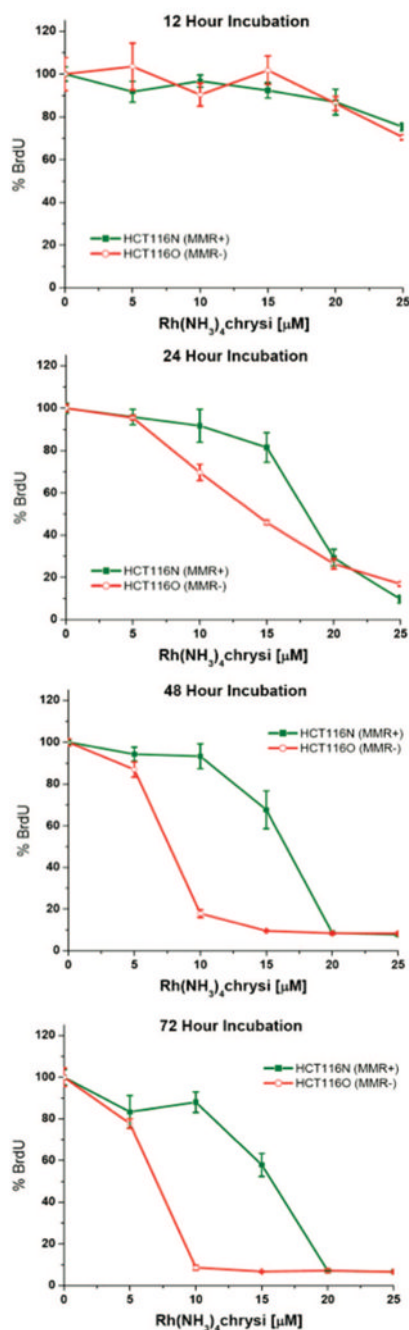 12 Hour Incubation
120
100
80
60
40
20
0
% BrdU
HCT116N (MMR+)
HCT116O (MMR-)
0 5 10 15 20 25
Rh(NH₃)₄chrysi [µM]
24 Hour Incubation
100
80
60
40
20
0
% BrdU
HCT116N (MMR+)
HCT116O (MMR-)
0 5 10 15 20 25
Rh(NH₃)₄chrysi [µM]
48 Hour Incubation
120
100
80
60
40
20
0
% BrdU
HCT116N (MMR+)
HCT116O (MMR-)
0 5 10 15 20 25
Rh(NH₃)₄chrysi [µM]
72 Hour Incubation
120
100
80
60
40
20
0
% BrdU
HCT116N (MMR+)
HCT116O (MMR-)
0 5 10 15 20 25
Rh(NH₃)₄chrysi [µM]